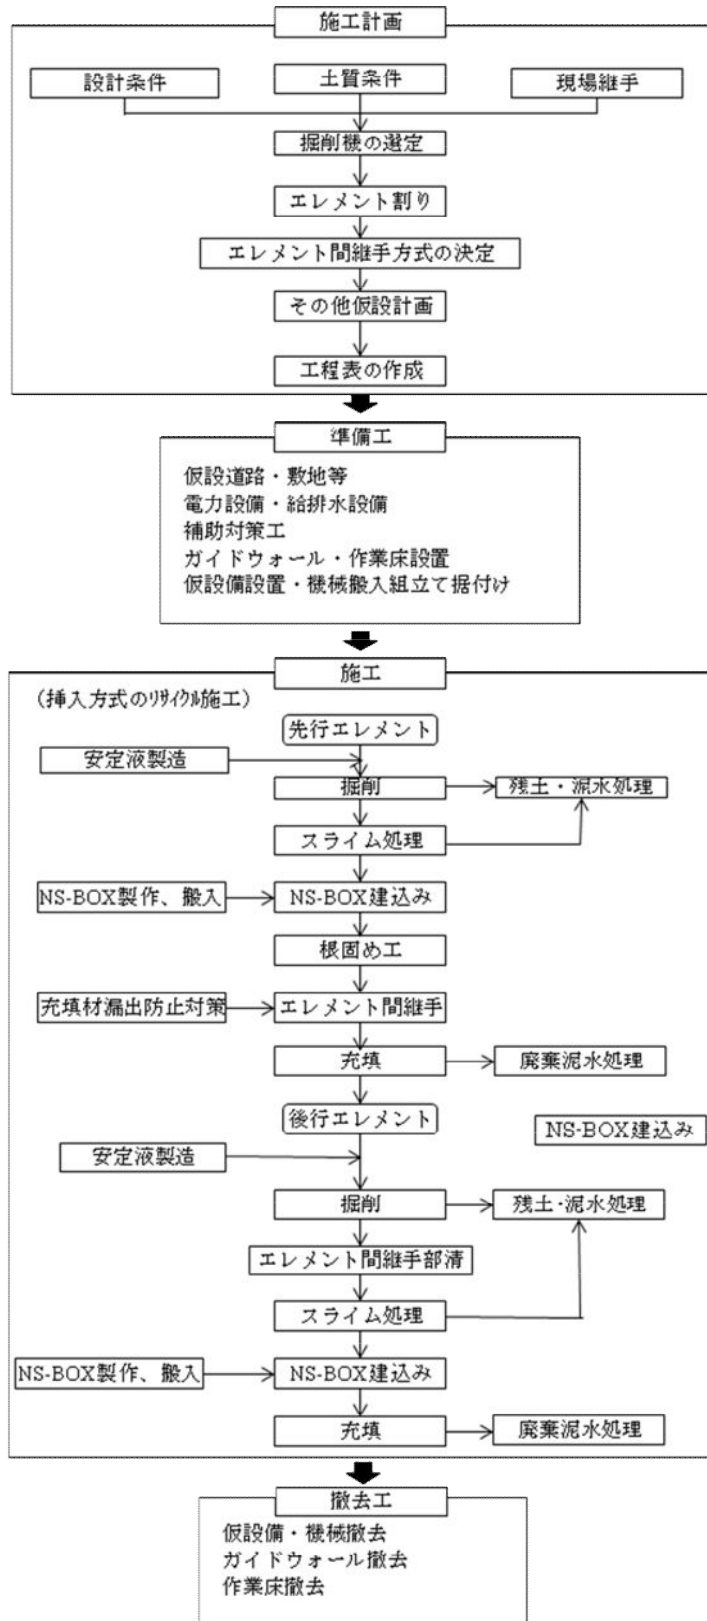 施工計画
設計条件
土質条件
現場継手
掘削機の選定
エレメント割り
エレメント間継手方式の決定
その他仮設計画
工程表の作成
準備工
仮設道路・敷地等
電力設備・給排水設備
補助対策工
ガイドウォール・作業床設置
仮設備設置・機械搬入組立て据付け
施工
(挿入方式のﾘｻｲｸﾙ施工)
先行エレメント
安定液製造
掘削
残土・泥水処理
スライム処理
NS-BOX製作、搬入
NS-BOX建込み
根固め工
充填材漏出防止対策
エレメント間継手
充填
廃棄泥水処理
後行エレメント
NS-BOX建込み
安定液製造
掘削
残土・泥水処理
エレメント間継手部清
スライム処理
NS-BOX製作、搬入
NS-BOX建込み
充填
廃棄泥水処理
撤去工
仮設備・機械撤去
ガイドウォール撤去
作業床撤去